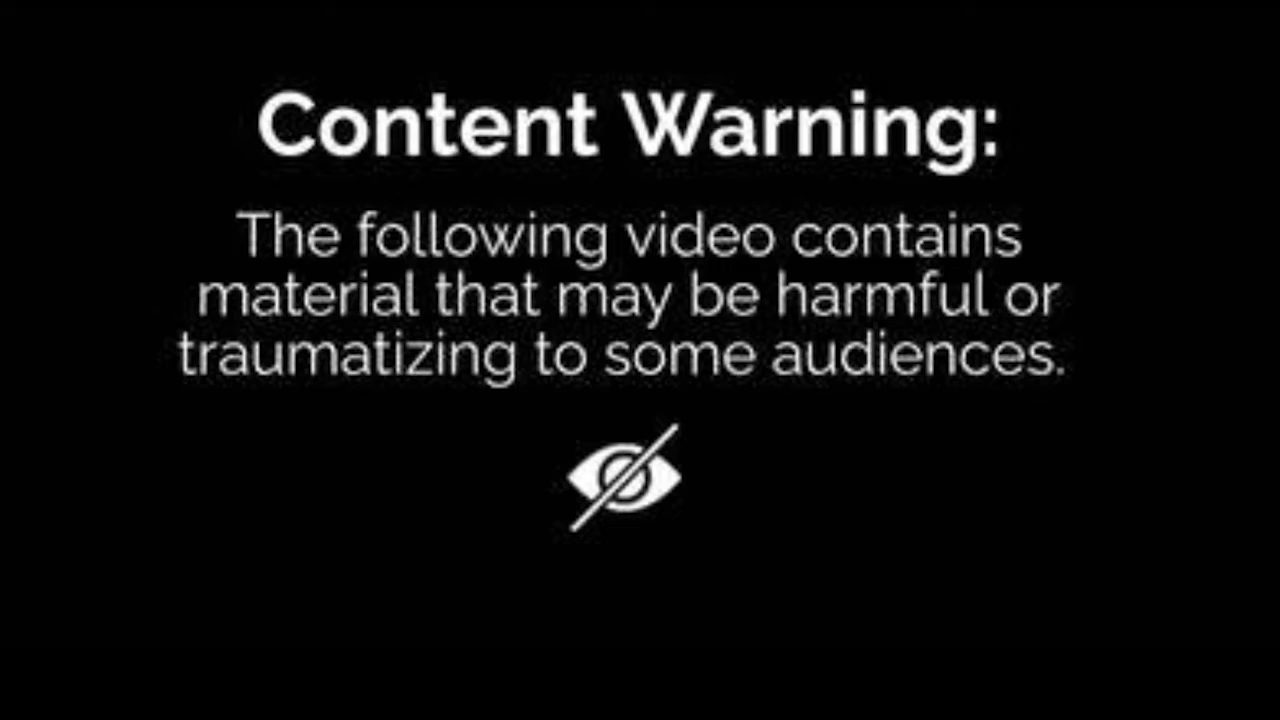 Content Warning:
The following video contains
material that may be harmful or
traumatizing to some audiences.